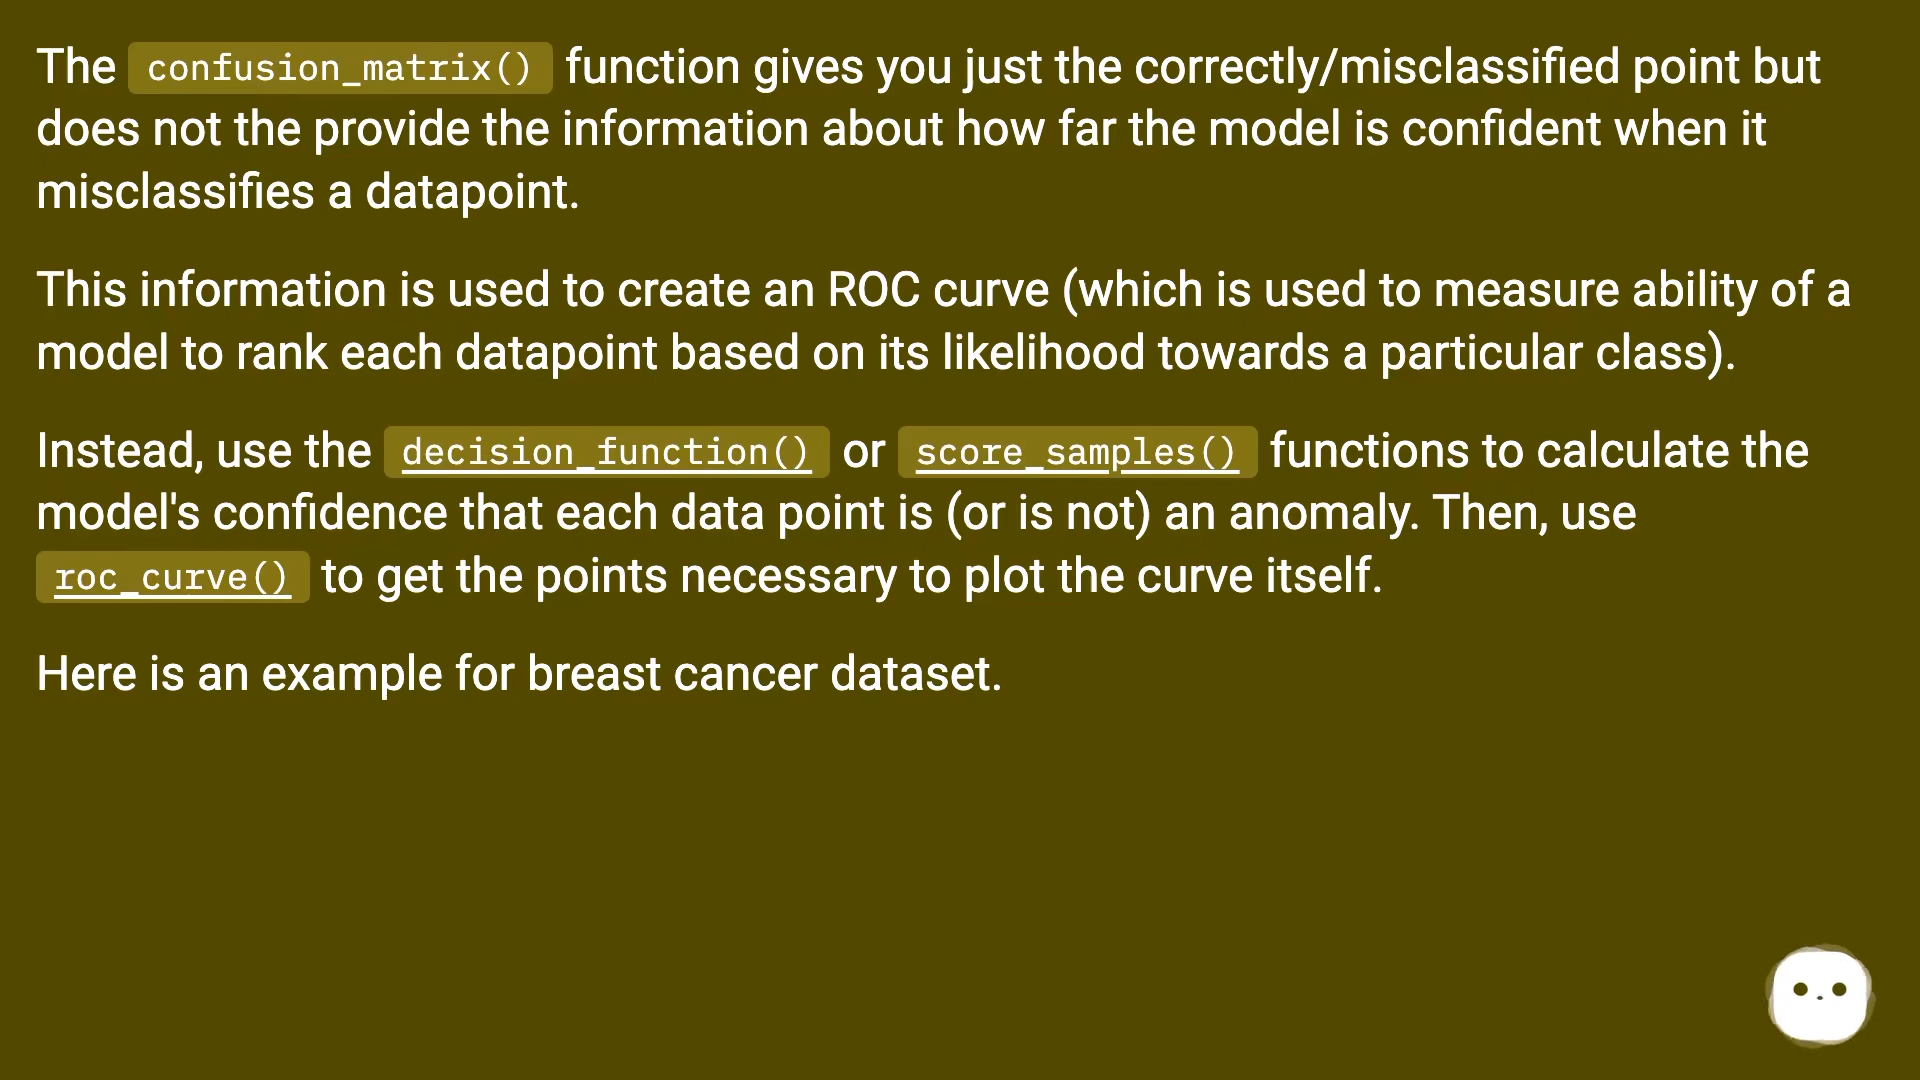 The confusion_matrix() function gives you just the correctly/misclassified point but
does not the provide the information about how far the model is confident when it
misclassifies a datapoint.
This information is used to create an ROC curve (which is used to measure ability of a
model to rank each datapoint based on its likelihood towards a particular class).
Instead, use the decision_function() or score_samples() functions to calculate the
model's confidence that each data point is (or is not) an anomaly. Then, use
roc_curve() to get the points necessary to plot the curve itself.
Here is an example for breast cancer dataset.